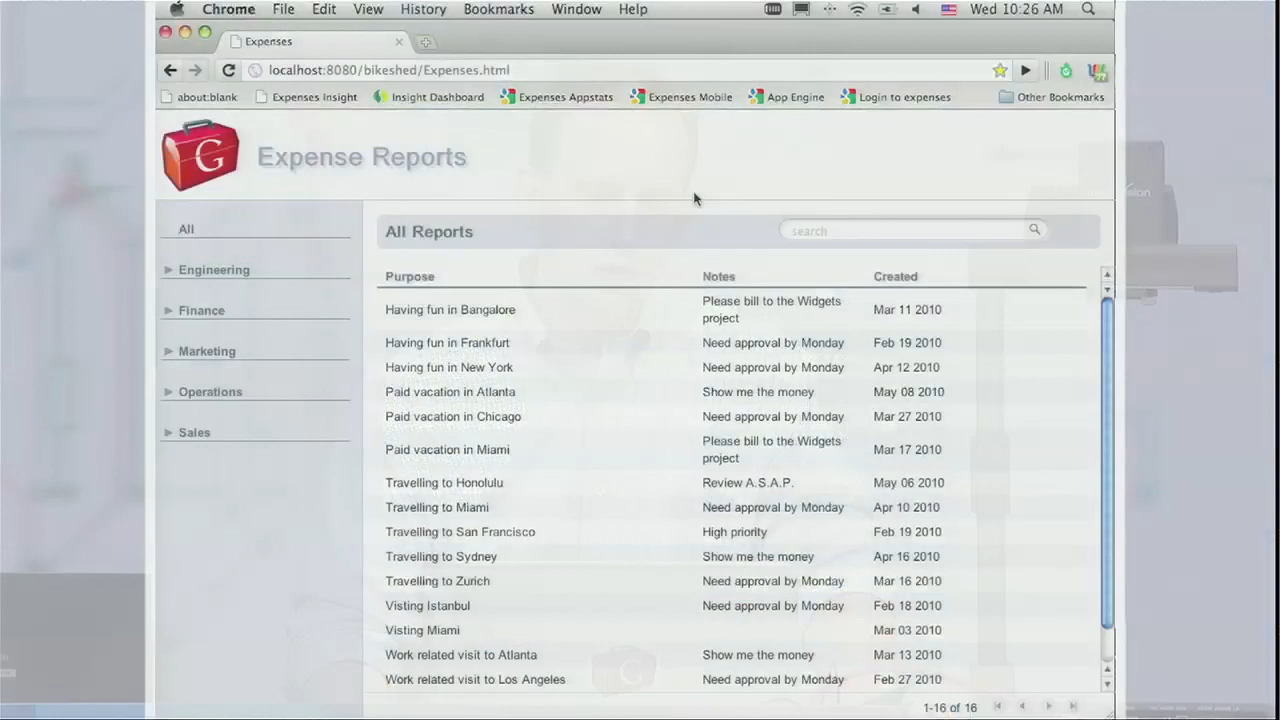 Chrome File Edit View History Bookmarks Window Help Wed 10:26 AM
Expenses
localhost:8080/bikeshed/Expenses.html
about:blank Expenses Insight Insight Dashboard Expenses Appstats Expenses Mobile App Engine Login to expenses Other Bookmarks
G Expense Reports
All
Engineering
Finance
Marketing
Operations
Sales
All Reports search
Purpose Notes Created
Having fun in Bangalore Please bill to the Widgets project Mar 11 2010
Having fun in Frankfurt Need approval by Monday Feb 19 2010
Having fun in New York Need approval by Monday Apr 12 2010
Paid vacation in Atlanta Show me the money May 08 2010
Paid vacation in Chicago Need approval by Monday Mar 27 2010
Paid vacation in Miami Please bill to the Widgets project Mar 17 2010
Travelling to Honolulu Review A.S.A.P. May 06 2010
Travelling to Miami Need approval by Monday Apr 10 2010
Travelling to San Francisco High priority Feb 19 2010
Travelling to Sydney Show me the money Apr 16 2010
Travelling to Zurich Need approval by Monday Mar 16 2010
Visting Istanbul Need approval by Monday Feb 18 2010
Visting Miami Mar 03 2010
Work related visit to Atlanta Show me the money Mar 13 2010
Work related visit to Los Angeles Need approval by Monday Feb 27 2010
1-16 of 16